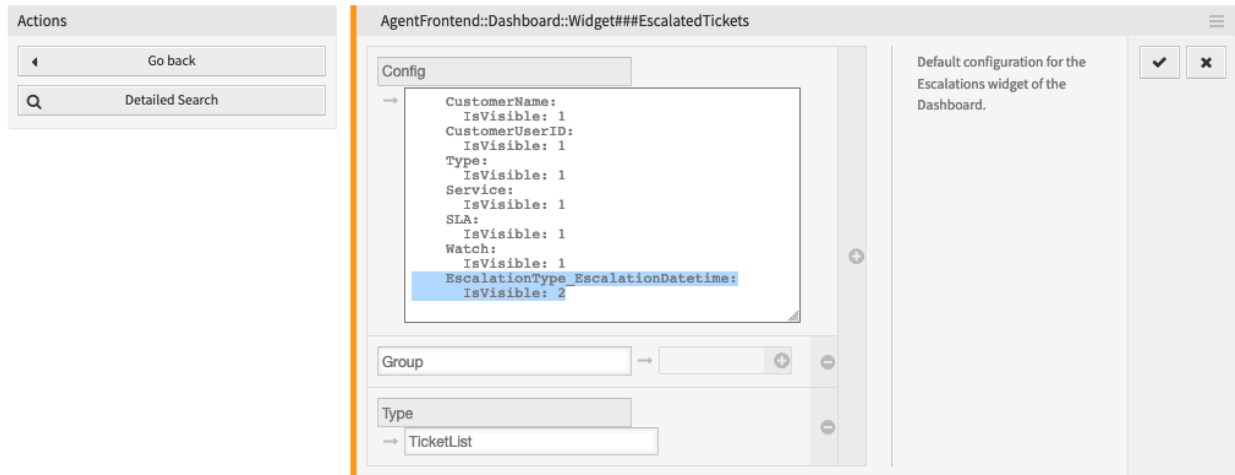 Actions
Go back
Detailed Search
AgentFrontend::Dashboard::Widget###EscalatedTickets
Config
CustomerName:
IsVisible: 1
CustomerUserID:
IsVisible: 1
Type:
IsVisible: 1
Service:
IsVisible: 1
SLA:
IsVisible: 1
Watch:
IsVisible: 1
EscalationType_EscalationDatetime:
IsVisible: 2
Group
Type
TicketList
Default configuration for the
Escalations widget of the
Dashboard.